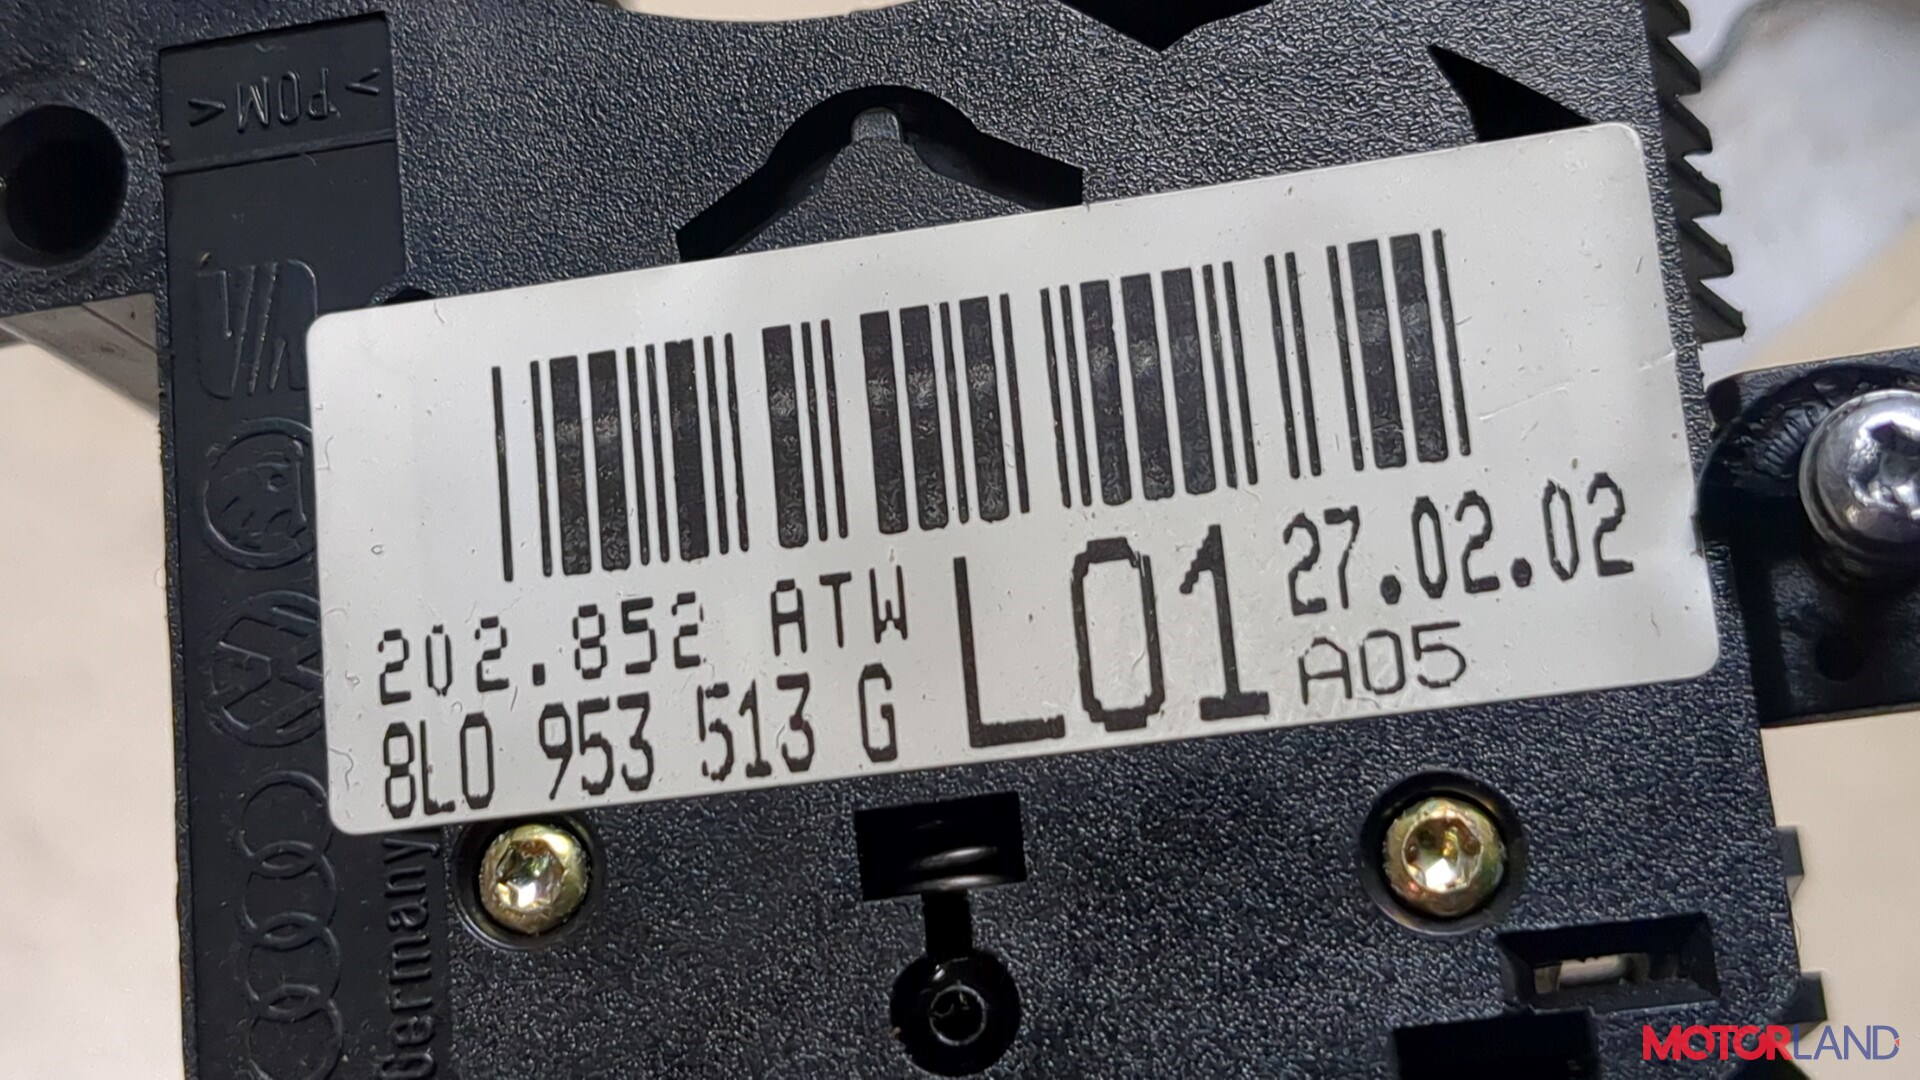 >POM<
202.852 ATW
8L0 953 513 G
L01
27.02.02
A05
Germany
MOTORLAND